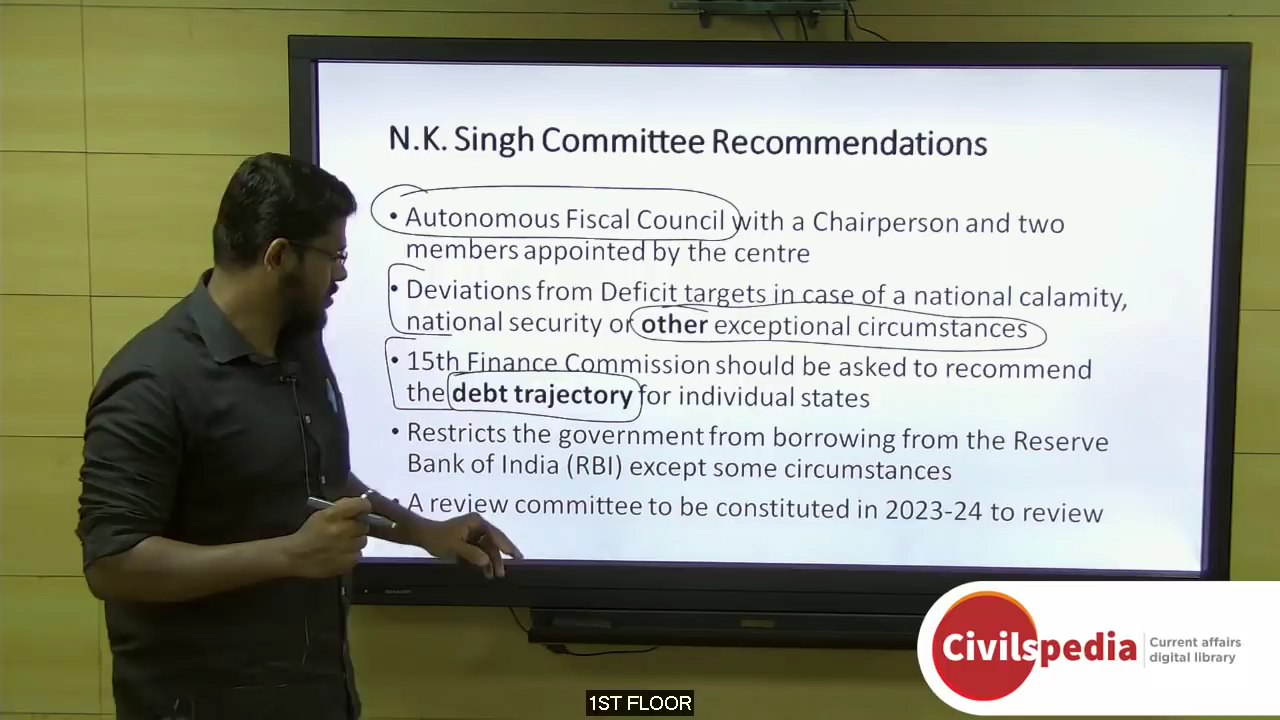 N.K. Singh Committee Recommendations
• Autonomous Fiscal Council with a Chairperson and two
members appointed by the centre
• Deviations from Deficit targets in case of a national calamity,
national security or other exceptional circumstances
• 15th Finance Commission should be asked to recommend
the debt trajectory for individual states
• Restricts the government from borrowing from the Reserve
Bank of India (RBI) except some circumstances
• A review committee to be constituted in 2023-24 to review
SHARP
Civilspedia
Current affairs
digital library
1ST FLOOR